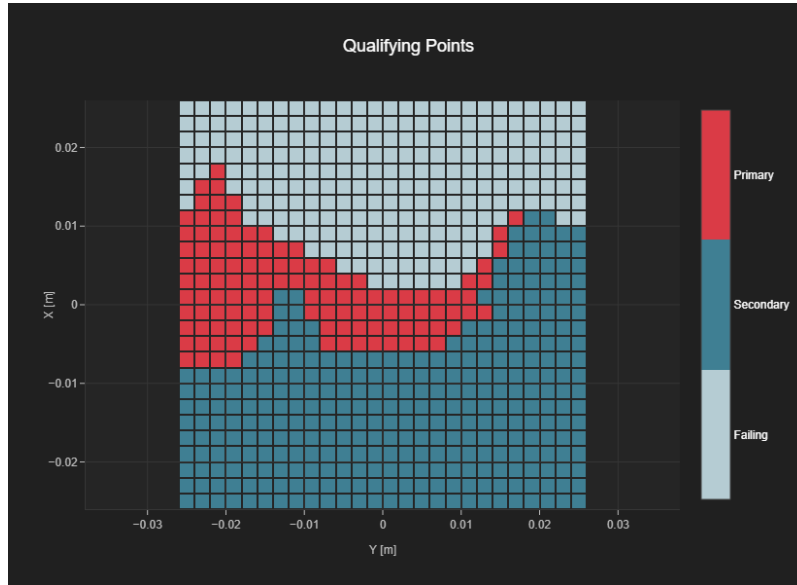 Qualifying Points
0.02
0.01
0
−0.01
−0.02
X [m]
−0.03
−0.02
−0.01
0
0.01
0.02
0.03
Y [m]
Primary
Secondary
Failing